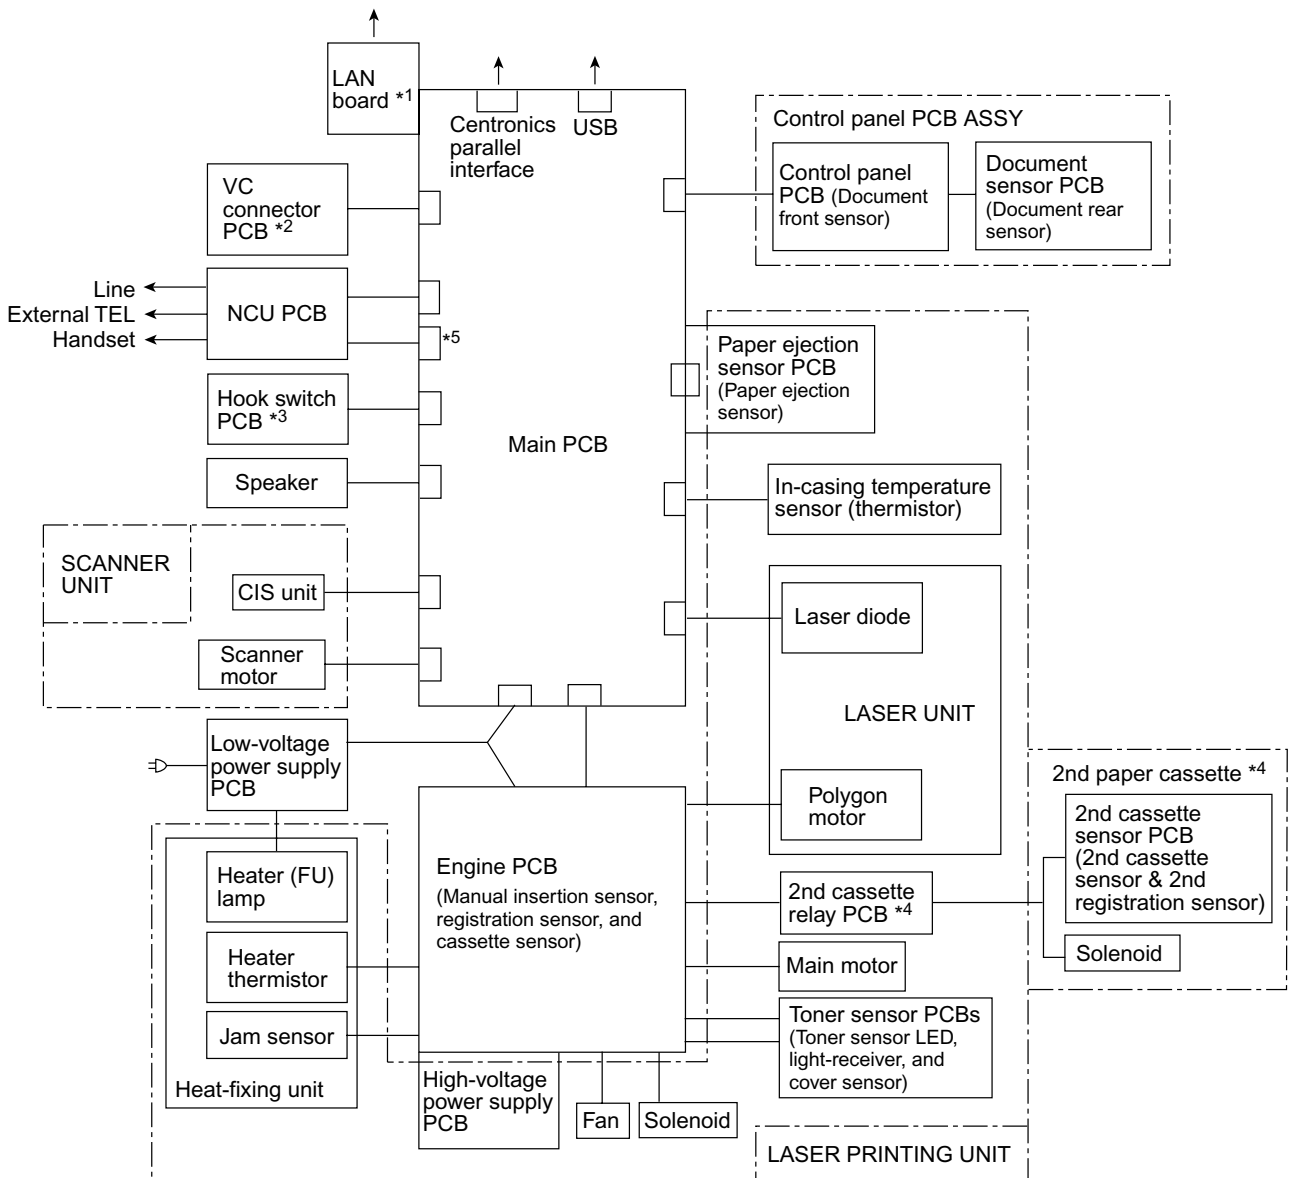 LAN
board *1
Centronics
parallel
interface
USB
Control panel PCB ASSY
Control panel
PCB (Document
front sensor)
Document
sensor PCB
(Document rear
sensor)
VC
connector
PCB *2
Line
External TEL
Handset
NCU PCB
*5
Hook switch
PCB *3
Speaker
Main PCB
Paper ejection
sensor PCB
(Paper ejection
sensor)
In-casing temperature
sensor (thermistor)
SCANNER
UNIT
CIS unit
Scanner
motor
Laser diode
LASER UNIT
Polygon
motor
Low-voltage
power supply
PCB
2nd paper cassette *4
2nd cassette
sensor PCB
(2nd cassette
sensor & 2nd
registration sensor)
Solenoid
Engine PCB
(Manual insertion sensor,
registration sensor, and
cassette sensor)
2nd cassette
relay PCB *4
Main motor
Toner sensor PCBs
(Toner sensor LED,
light-receiver, and
cover sensor)
Heater (FU)
lamp
Heater
thermistor
Jam sensor
Heat-fixing unit
High-voltage
power supply
PCB
Fan
Solenoid
LASER PRINTING UNIT